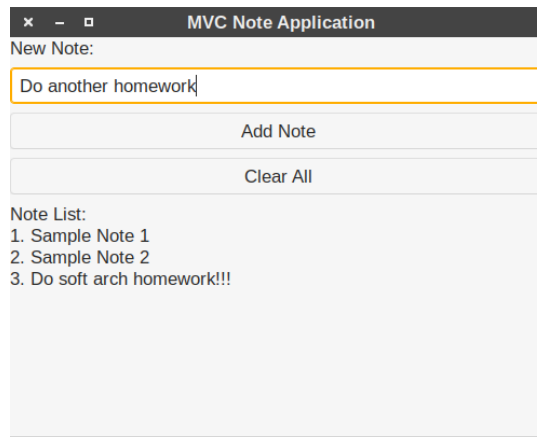 MVC Note Application
New Note:
Do another homework
Add Note
Clear All
Note List:
1. Sample Note 1
2. Sample Note 2
3. Do soft arch homework!!!